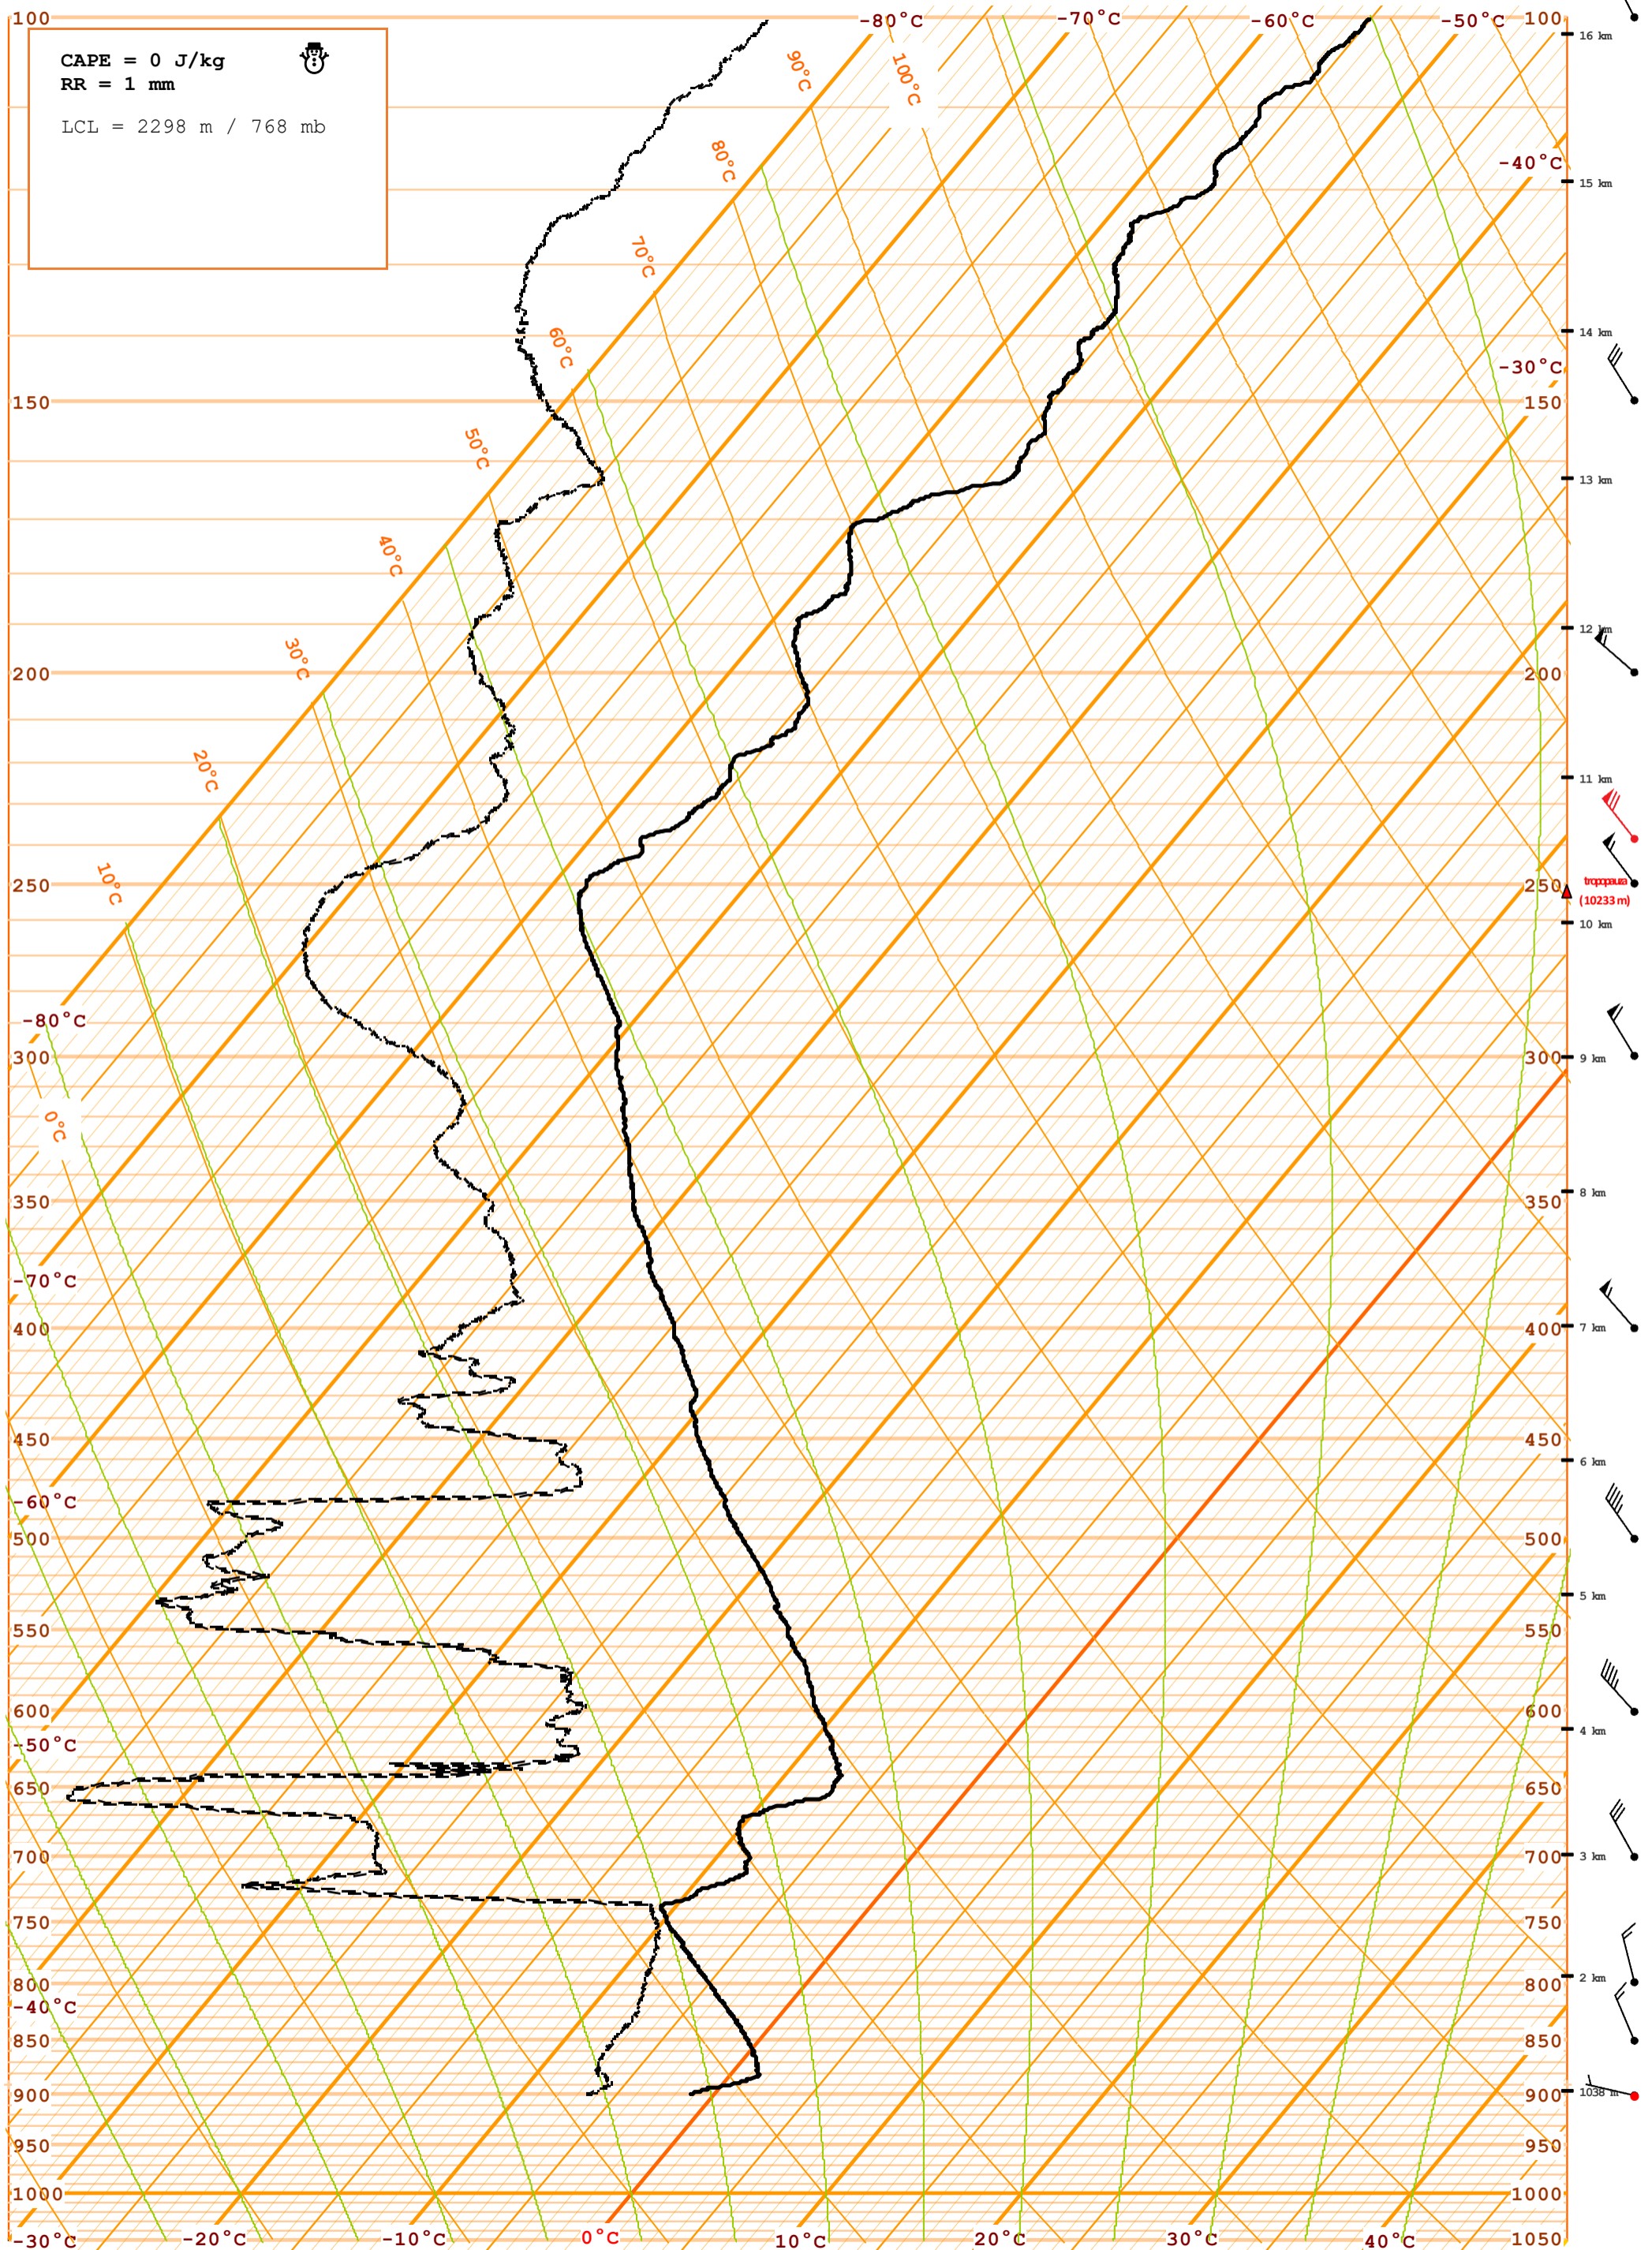 100 -80°C -70°C -60°C -50°C 100
16 km
CAPE = 0 J/kg
RR = 1 mm
LCL = 2298 m / 768 mb
90°C 100°C
80°C
-40°C
15 km
70°C
14 km
60°C
-30°C
150 150
50°C
13 km
40°C
12 km
30°C
200 200
20°C
11 km
10°C
250 250
tropopauza
(10233 m)
10 km
-80°C
300 300 9 km
0°C
8 km
350 350
-70°C
400 400 7 km
450 450
6 km
-60°C
500 500
5 km
550 550
600 600
4 km
-50°C
650 650
700 700 3 km
750 750
2 km
800 800
-40°C
850 850
900 900 1038 m
950 950
1000 1000
-30°C -20°C -10°C 0°C 10°C 20°C 30°C 40°C 1050